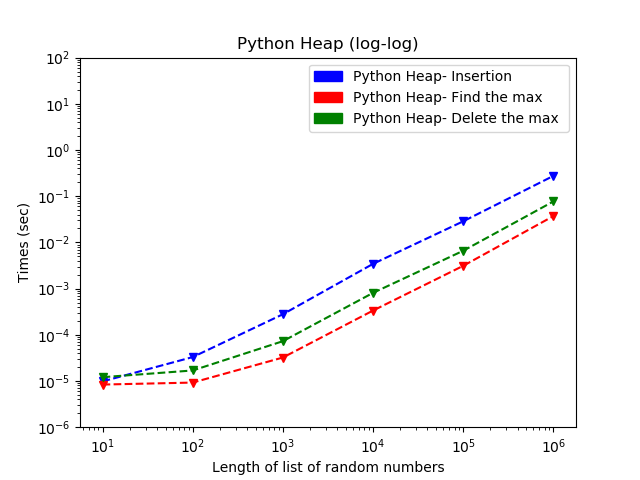 Python Heap (log-log)
Python Heap- Insertion
Python Heap- Find the max
Python Heap- Delete the max
Times (sec)
10²
10¹
10⁰
10⁻¹
10⁻²
10⁻³
10⁻⁴
10⁻⁵
10⁻⁶
10¹ 10² 10³ 10⁴ 10⁵ 10⁶
Length of list of random numbers